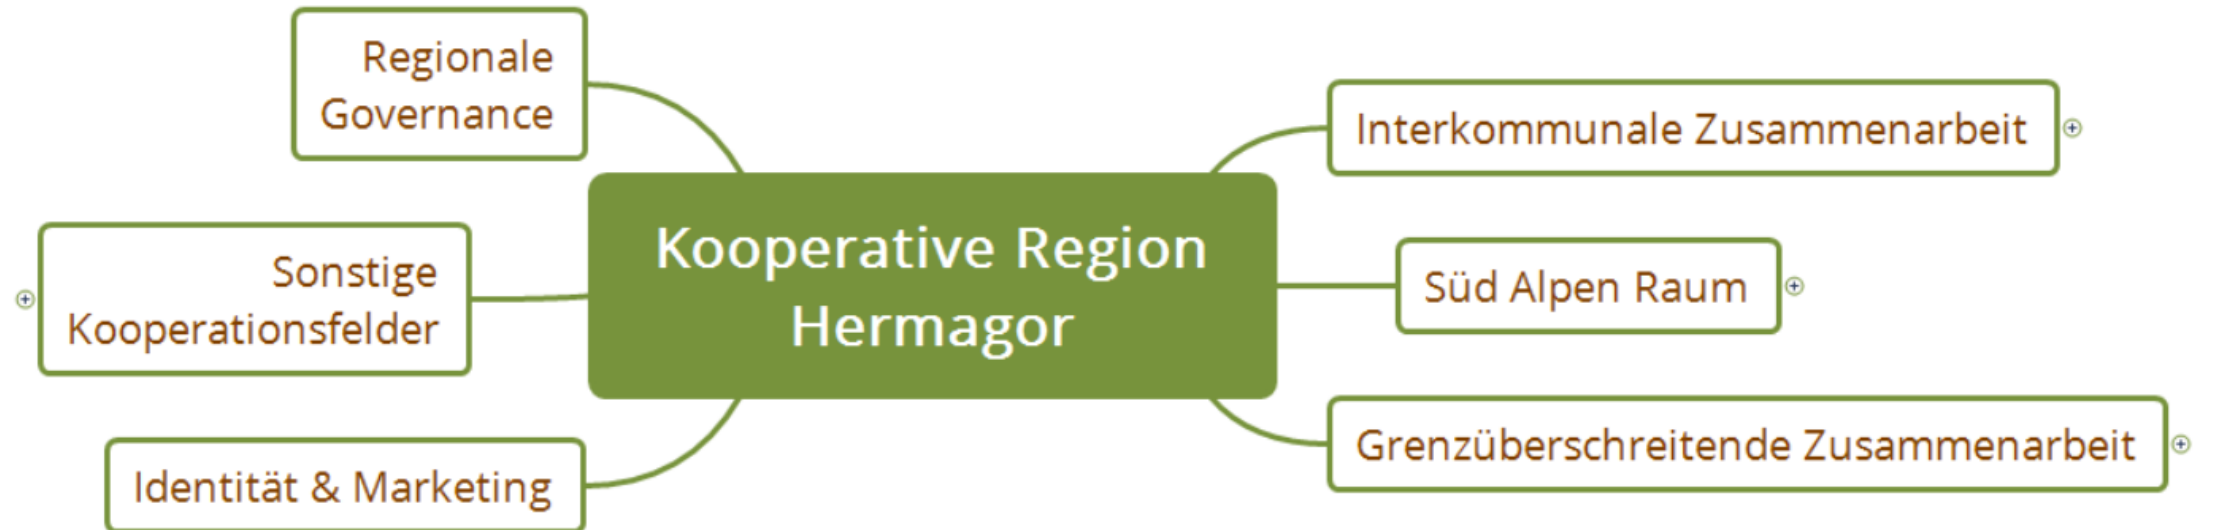 Regionale
Governance
Interkommunale Zusammenarbeit
Kooperative Region
Hermagor
Sonstige
Kooperationsfelder
Süd Alpen Raum
Identität & Marketing
Grenzüberschreitende Zusammenarbeit